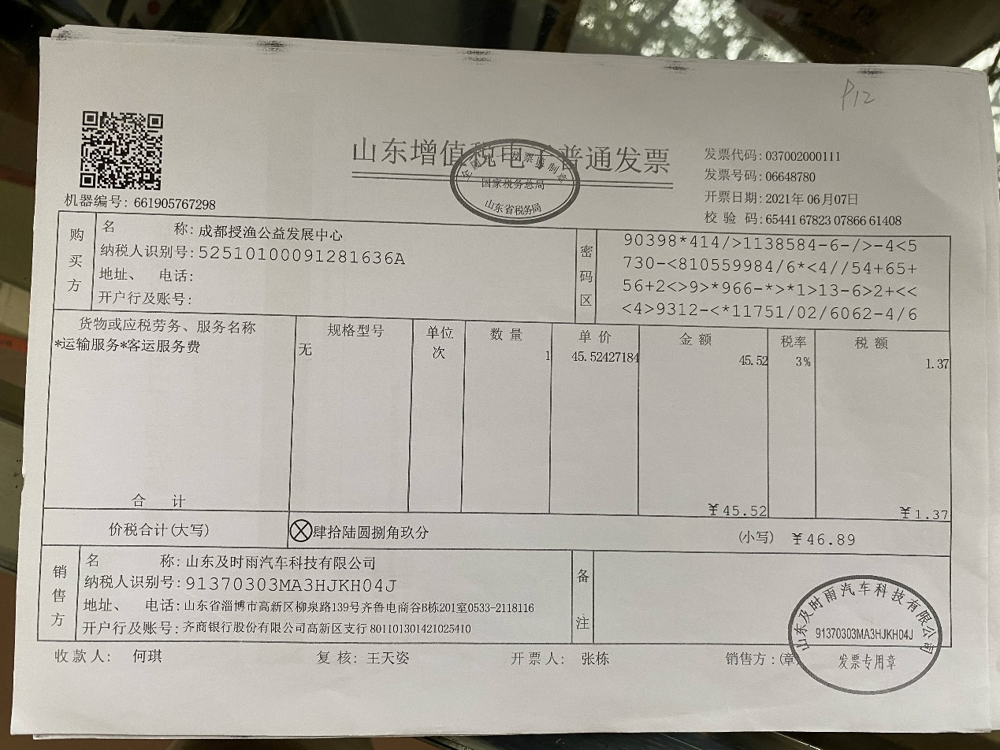 P12
山东增值税电子普通发票
全国统一发票监制章
国家税务总局
山东省税务局
发票代码: 037002000111
发票号码: 06648780
开票日期: 2021年 06月07日
校 验 码: 65441 67823 07866 61408
机器编号: 661905767298
购买方
名 称: 成都授渔公益发展中心
纳税人识别号: 52510100091281636A
地址、 电话:
开户行及账号:
密码区
90398*414/>1138584-6-/>-4<5
730-<810559984/6*<4//54+65+
56+2<>9>*966-*>*1>13-6>2+<<
<4>9312-<*11751/02/6062-4/6
货物或应税劳务、服务名称 规格型号 单位 数 量 单 价 金 额 税率 税 额
*运输服务*客运服务费 无 次 1 45.52427184 45.52 3% 1.37
合 计 ¥45.52 ¥1.37
价税合计(大写) 肆拾陆圆捌角玖分 (小写) ¥46.89
销售方
名 称: 山东及时雨汽车科技有限公司
纳税人识别号: 91370303MA3HJKH04J
地址、 电话: 山东省淄博市高新区柳泉路139号齐鲁电商谷B栋201室0533-2118116
开户行及账号: 齐商银行股份有限公司高新区支行 801101301421025410
备注
收款人: 何琪 复 核: 王天姿 开票人: 张栋 销售方:(章)
山东及时雨汽车科技有限公司
91370303MA3HJKH04J
发票专用章